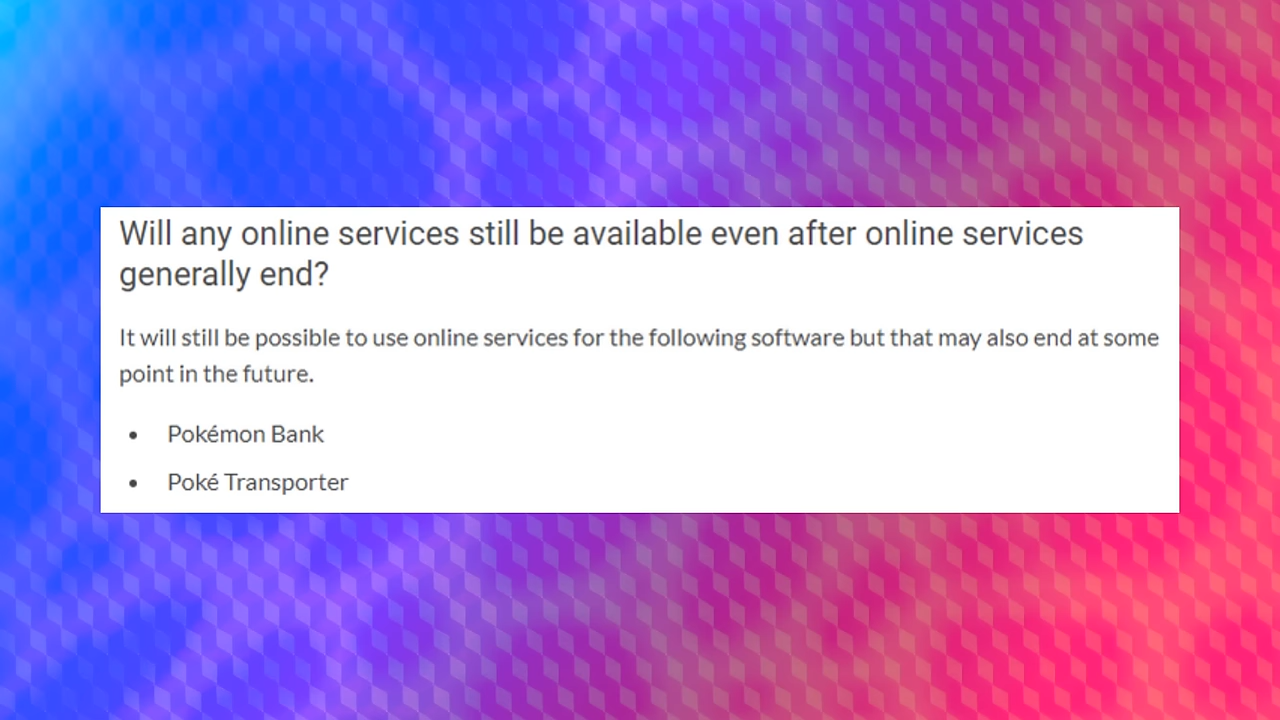 Will any online services still be available even after online services
generally end?
It will still be possible to use online services for the following software but that may also end at some
point in the future.
• Pokémon Bank
• Poké Transporter